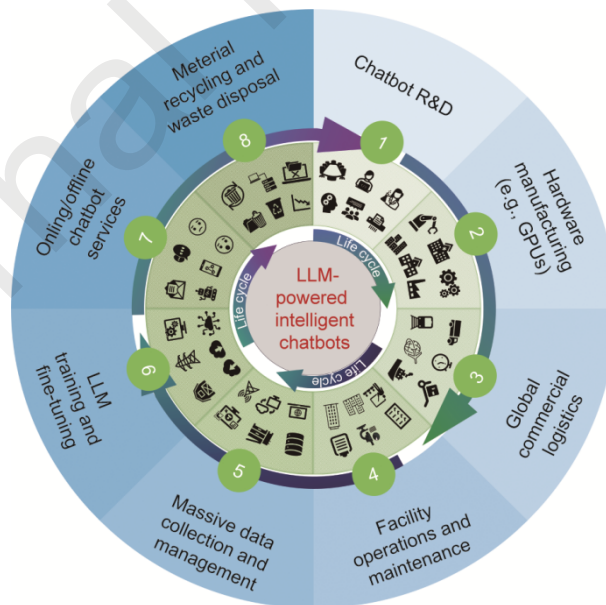 Chatbot R&D
1
Hardware
manufacturing
(e.g., GPUs)
2
Global
commercial
logistics
3
Facility
operations and
maintenance
4
Massive data
collection and
management
5
LLM
training and
fine-tuning
6
Onling/offline
chatbot
services
7
Meterial
recycling and
waste disposal
8
Life cycle
Life cycle
Life cycle
LLM-
powered
intelligent
chatbots